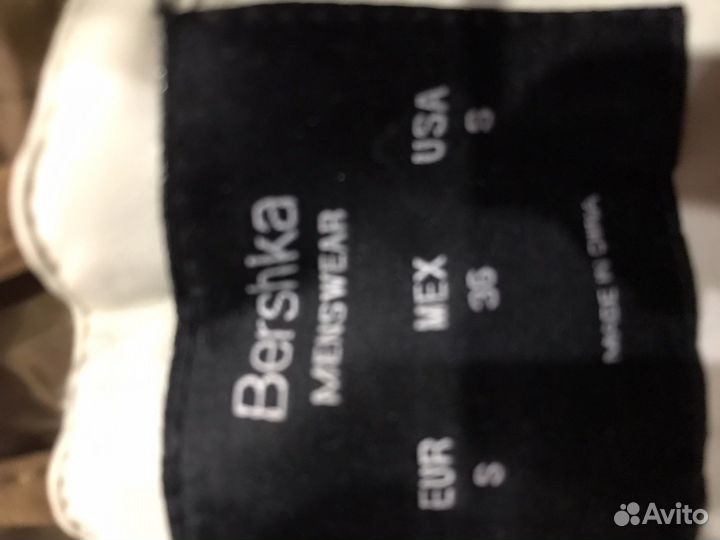 Bershka
MENSWEAR
EUR MEX USA
S 36 S
MADE IN CHINA
Avito